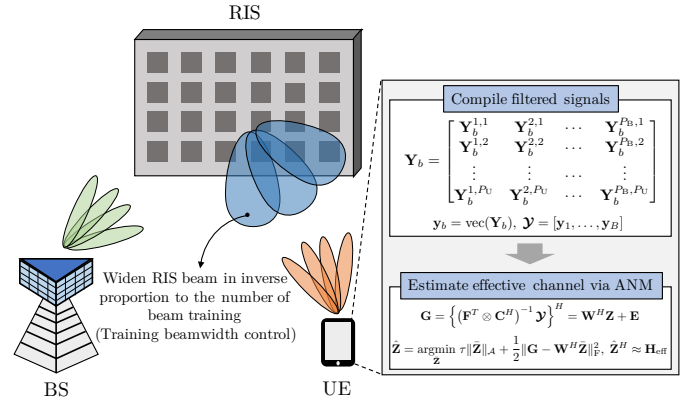 RIS
Compile filtered signals
𝐘_b = [ 𝐘_b^{1,1} 𝐘_b^{2,1} ⋯ 𝐘_b^{P_B,1}
𝐘_b^{1,2} 𝐘_b^{2,2} ⋯ 𝐘_b^{P_B,2}
⋮ ⋮ ⋯ ⋮
𝐘_b^{1,P_U} 𝐘_b^{2,P_U} ⋯ 𝐘_b^{P_B,P_U} ]
𝐲_b = vec(𝐘_b), 𝓨 = [𝐲_1, …, 𝐲_B]
Estimate effective channel via ANM
𝐆 = {(𝐅^T ⊗ 𝐂^H)^{−1} 𝓨}^H = 𝐖^H 𝐙 + 𝐄
𝐙̂ = argmin_{𝐙̄} τ‖𝐙̄‖_𝒜 + 1/2 ‖𝐆 − 𝐖^H 𝐙̄‖_F^2, 𝐙̂^H ≈ 𝐇_eff
Widen RIS beam in inverse
proportion to the number of
beam training
(Training beamwidth control)
BS
UE